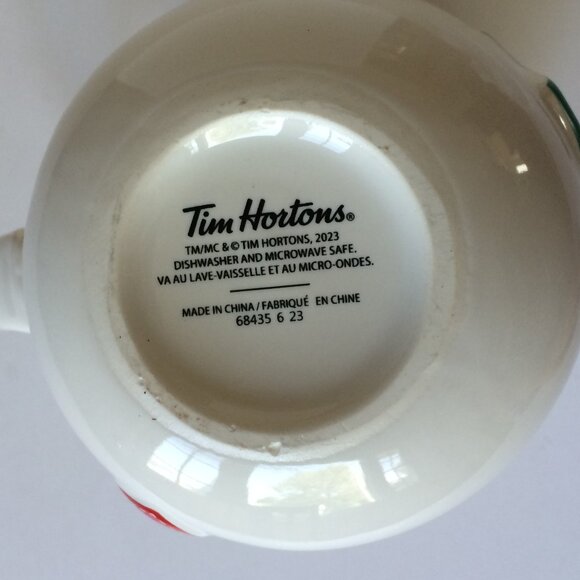 Tim Hortons®
TM/MC & © TIM HORTONS, 2023
DISHWASHER AND MICROWAVE SAFE.
VA AU LAVE-VAISSELLE ET AU MICRO-ONDES.
MADE IN CHINA / FABRIQUÉ EN CHINE
68435 6 23